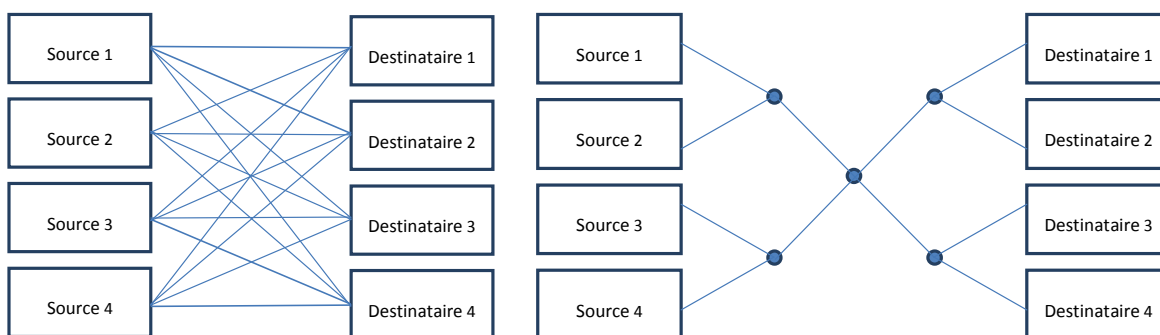 Source 1
Source 2
Source 3
Source 4
Destinataire 1
Destinataire 2
Destinataire 3
Destinataire 4
Source 1
Source 2
Source 3
Source 4
Destinataire 1
Destinataire 2
Destinataire 3
Destinataire 4